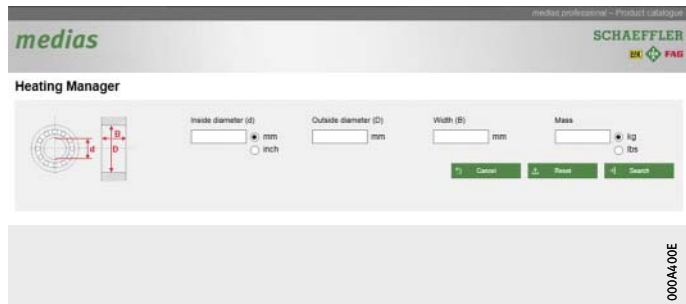 medias professional – Product catalogue
medias
SCHAEFFLER
INA FAG
Heating Manager
Inside diameter (d) Outside diameter (D) Width (B) Mass
mm mm mm kg
inch lbs
B
d D
Cancel Reset Search
000A400E